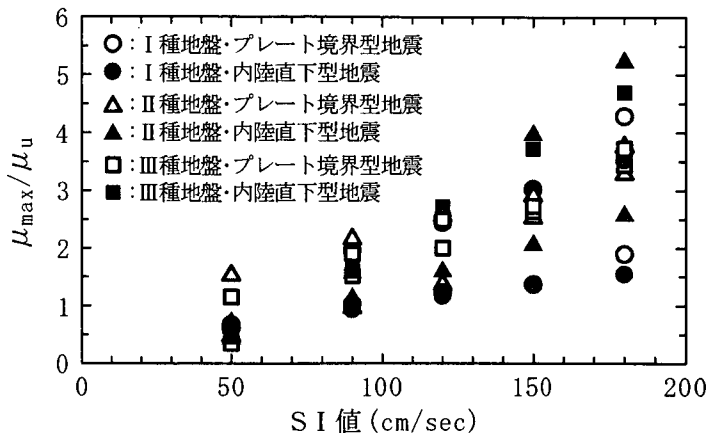 6
5
4
3
2
1
0
μmax/μu
○:Ⅰ種地盤・プレート境界型地震
●:Ⅰ種地盤・内陸直下型地震
△:Ⅱ種地盤・プレート境界型地震
▲:Ⅱ種地盤・内陸直下型地震
□:Ⅲ種地盤・プレート境界型地震
■:Ⅲ種地盤・内陸直下型地震
0 50 100 150 200
SI値(cm/sec)